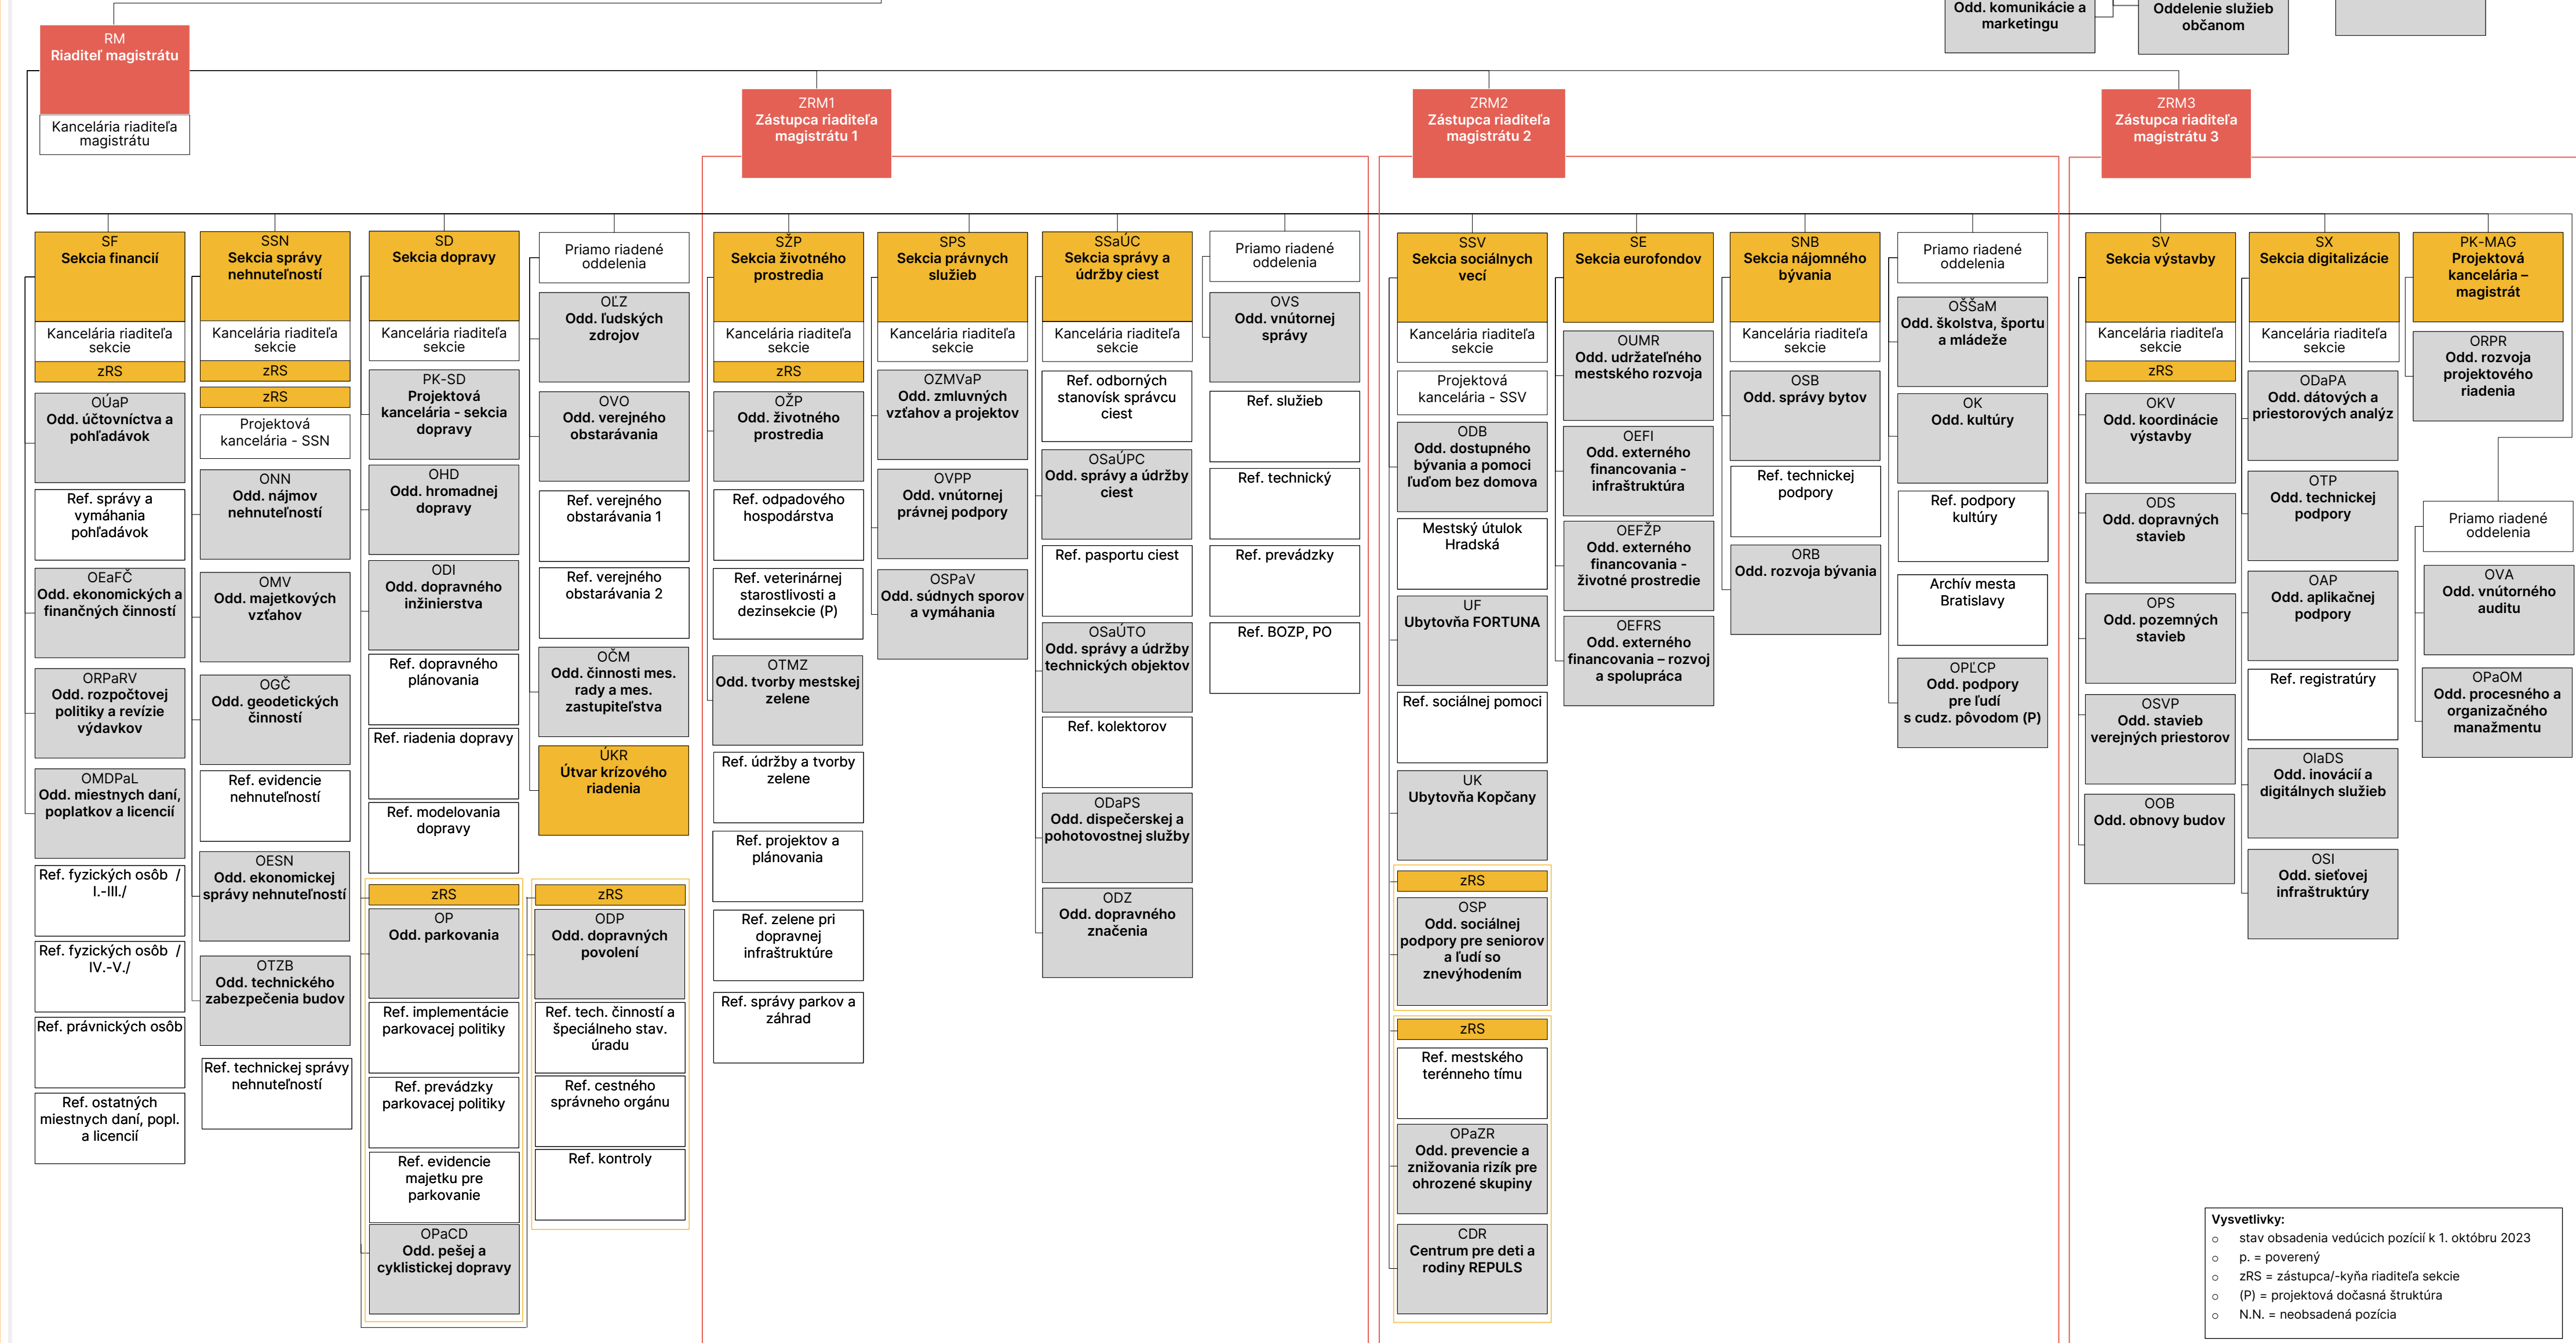 Odd. komunikácie a
marketingu
Oddelenie služieb
občanom
RM
Riaditeľ magistrátu
Kancelária riaditeľa
magistrátu
ZRM1
Zástupca riaditeľa
magistrátu 1
ZRM2
Zástupca riaditeľa
magistrátu 2
ZRM3
Zástupca riaditeľa
magistrátu 3
SF
Sekcia financií
Kancelária riaditeľa
sekcie
zRS
OÚaP
Odd. účtovníctva a
pohľadávok
Ref. správy a
vymáhania
pohľadávok
OEaFČ
Odd. ekonomických a
finančných činností
ORPaRV
Odd. rozpočtovej
politiky a revízie
výdavkov
OMDPaL
Odd. miestnych daní,
poplatkov a licencií
Ref. fyzických osôb /
I.-III./
Ref. fyzických osôb /
IV.-V./
Ref. právnických osôb
Ref. ostatných
miestnych daní, popl.
a licencií
SSN
Sekcia správy
nehnuteľností
Kancelária riaditeľa
sekcie
zRS
zRS
Projektová
kancelária - SSN
ONN
Odd. nájmov
nehnuteľností
OMV
Odd. majetkových
vzťahov
OGČ
Odd. geodetických
činností
Ref. evidencie
nehnuteľností
OESN
Odd. ekonomickej
správy nehnuteľností
OTZB
Odd. technického
zabezpečenia budov
Ref. technickej správy
nehnuteľností
SD
Sekcia dopravy
Kancelária riaditeľa
sekcie
PK-SD
Projektová
kancelária - sekcia
dopravy
OHD
Odd. hromadnej
dopravy
ODI
Odd. dopravného
inžinierstva
Ref. dopravného
plánovania
Ref. riadenia dopravy
Ref. modelovania
dopravy
zRS
OP
Odd. parkovania
Ref. implementácie
parkovacej politiky
Ref. prevádzky
parkovacej politiky
Ref. evidencie
majetku pre
parkovanie
OPaCD
Odd. pešej a
cyklistickej dopravy
Priamo riadené
oddelenia
OĽZ
Odd. ľudských
zdrojov
OVO
Odd. verejného
obstarávania
Ref. verejného
obstarávania 1
Ref. verejného
obstarávania 2
OČM
Odd. činnosti mes.
rady a mes.
zastupiteľstva
ÚKR
Útvar krízového
riadenia
zRS
ODP
Odd. dopravných
povolení
Ref. tech. činností a
špeciálneho stav.
úradu
Ref. cestného
správneho orgánu
Ref. kontroly
SŽP
Sekcia životného
prostredia
Kancelária riaditeľa
sekcie
zRS
OŽP
Odd. životného
prostredia
Ref. odpadového
hospodárstva
Ref. veterinárnej
starostlivosti a
dezinsekcie (P)
OTMZ
Odd. tvorby mestskej
zelene
Ref. údržby a tvorby
zelene
Ref. projektov a
plánovania
Ref. zelene pri
dopravnej
infraštruktúre
Ref. správy parkov a
záhrad
SPS
Sekcia právnych
služieb
Kancelária riaditeľa
sekcie
OZMVaP
Odd. zmluvných
vzťahov a projektov
OVPP
Odd. vnútornej
právnej podpory
OSPaV
Odd. súdnych sporov
a vymáhania
SSaÚC
Sekcia správy a
údržby ciest
Kancelária riaditeľa
sekcie
Ref. odborných
stanovísk správcu
ciest
OSaÚPC
Odd. správy a údržby
ciest
Ref. pasportu ciest
OSaÚTO
Odd. správy a údržby
technických objektov
Ref. kolektorov
ODaPS
Odd. dispečerskej a
pohotovostnej služby
ODZ
Odd. dopravného
značenia
Priamo riadené
oddelenia
OVS
Odd. vnútornej
správy
Ref. služieb
Ref. technický
Ref. prevádzky
Ref. BOZP, PO
SSV
Sekcia sociálnych
vecí
Kancelária riaditeľa
sekcie
Projektová
kancelária - SSV
ODB
Odd. dostupného
bývania a pomoci
ľuďom bez domova
Mestský útulok
Hradská
UF
Ubytovňa FORTUNA
Ref. sociálnej pomoci
UK
Ubytovňa Kopčany
zRS
OSP
Odd. sociálnej
podpory pre seniorov
a ľudí so
znevýhodením
zRS
Ref. mestského
terénneho tímu
OPaZR
Odd. prevencie a
znižovania rizík pre
ohrozené skupiny
CDR
Centrum pre deti a
rodiny REPULS
SE
Sekcia eurofondov
OUMR
Odd. udržateľného
mestského rozvoja
OEFI
Odd. externého
financovania -
infraštruktúra
OEFŽP
Odd. externého
financovania -
životné prostredie
OEFRS
Odd. externého
financovania – rozvoj
a spolupráca
SNB
Sekcia nájomného
bývania
Kancelária riaditeľa
sekcie
OSB
Odd. správy bytov
Ref. technickej
podpory
ORB
Odd. rozvoja bývania
Priamo riadené
oddelenia
OŠŠaM
Odd. školstva, športu
a mládeže
OK
Odd. kultúry
Ref. podpory
kultúry
Archív mesta
Bratislavy
OPĽCP
Odd. podpory
pre ľudí
s cudz. pôvodom (P)
SV
Sekcia výstavby
Kancelária riaditeľa
sekcie
zRS
OKV
Odd. koordinácie
výstavby
ODS
Odd. dopravných
stavieb
OPS
Odd. pozemných
stavieb
OSVP
Odd. stavieb
verejných priestorov
OOB
Odd. obnovy budov
SX
Sekcia digitalizácie
Kancelária riaditeľa
sekcie
ODaPA
Odd. dátových a
priestorových analýz
OTP
Odd. technickej
podpory
OAP
Odd. aplikačnej
podpory
Ref. registratúry
OIaDS
Odd. inovácií a
digitálnych služieb
OSI
Odd. sieťovej
infraštruktúry
PK-MAG
Projektová
kancelária –
magistrát
ORPR
Odd. rozvoja
projektového
riadenia
Priamo riadené
oddelenia
OVA
Odd. vnútorného
auditu
OPaOM
Odd. procesného a
organizačného
manažmentu
Vysvetlivky:
o stav obsadenia vedúcich pozícií k 1. októbru 2023
o p. = poverený
o zRS = zástupca/-kyňa riaditeľa sekcie
o (P) = projektová dočasná štruktúra
o N.N. = neobsadená pozícia